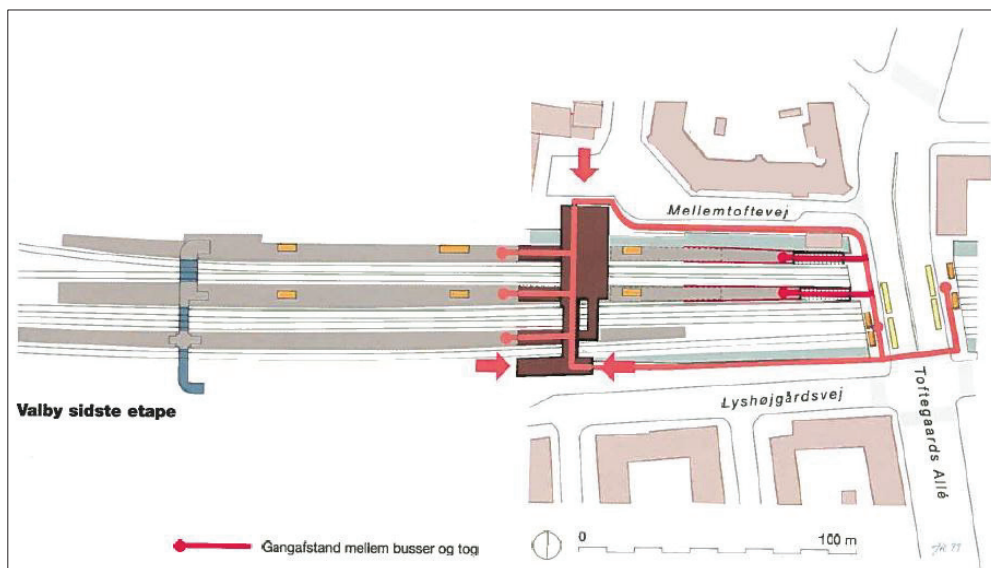 Mellemtoftevej
Valby sidste etape
Lyshøjgårdsvej
Toftegaards Allé
Gangafstand mellem busser og tog
0
100 m